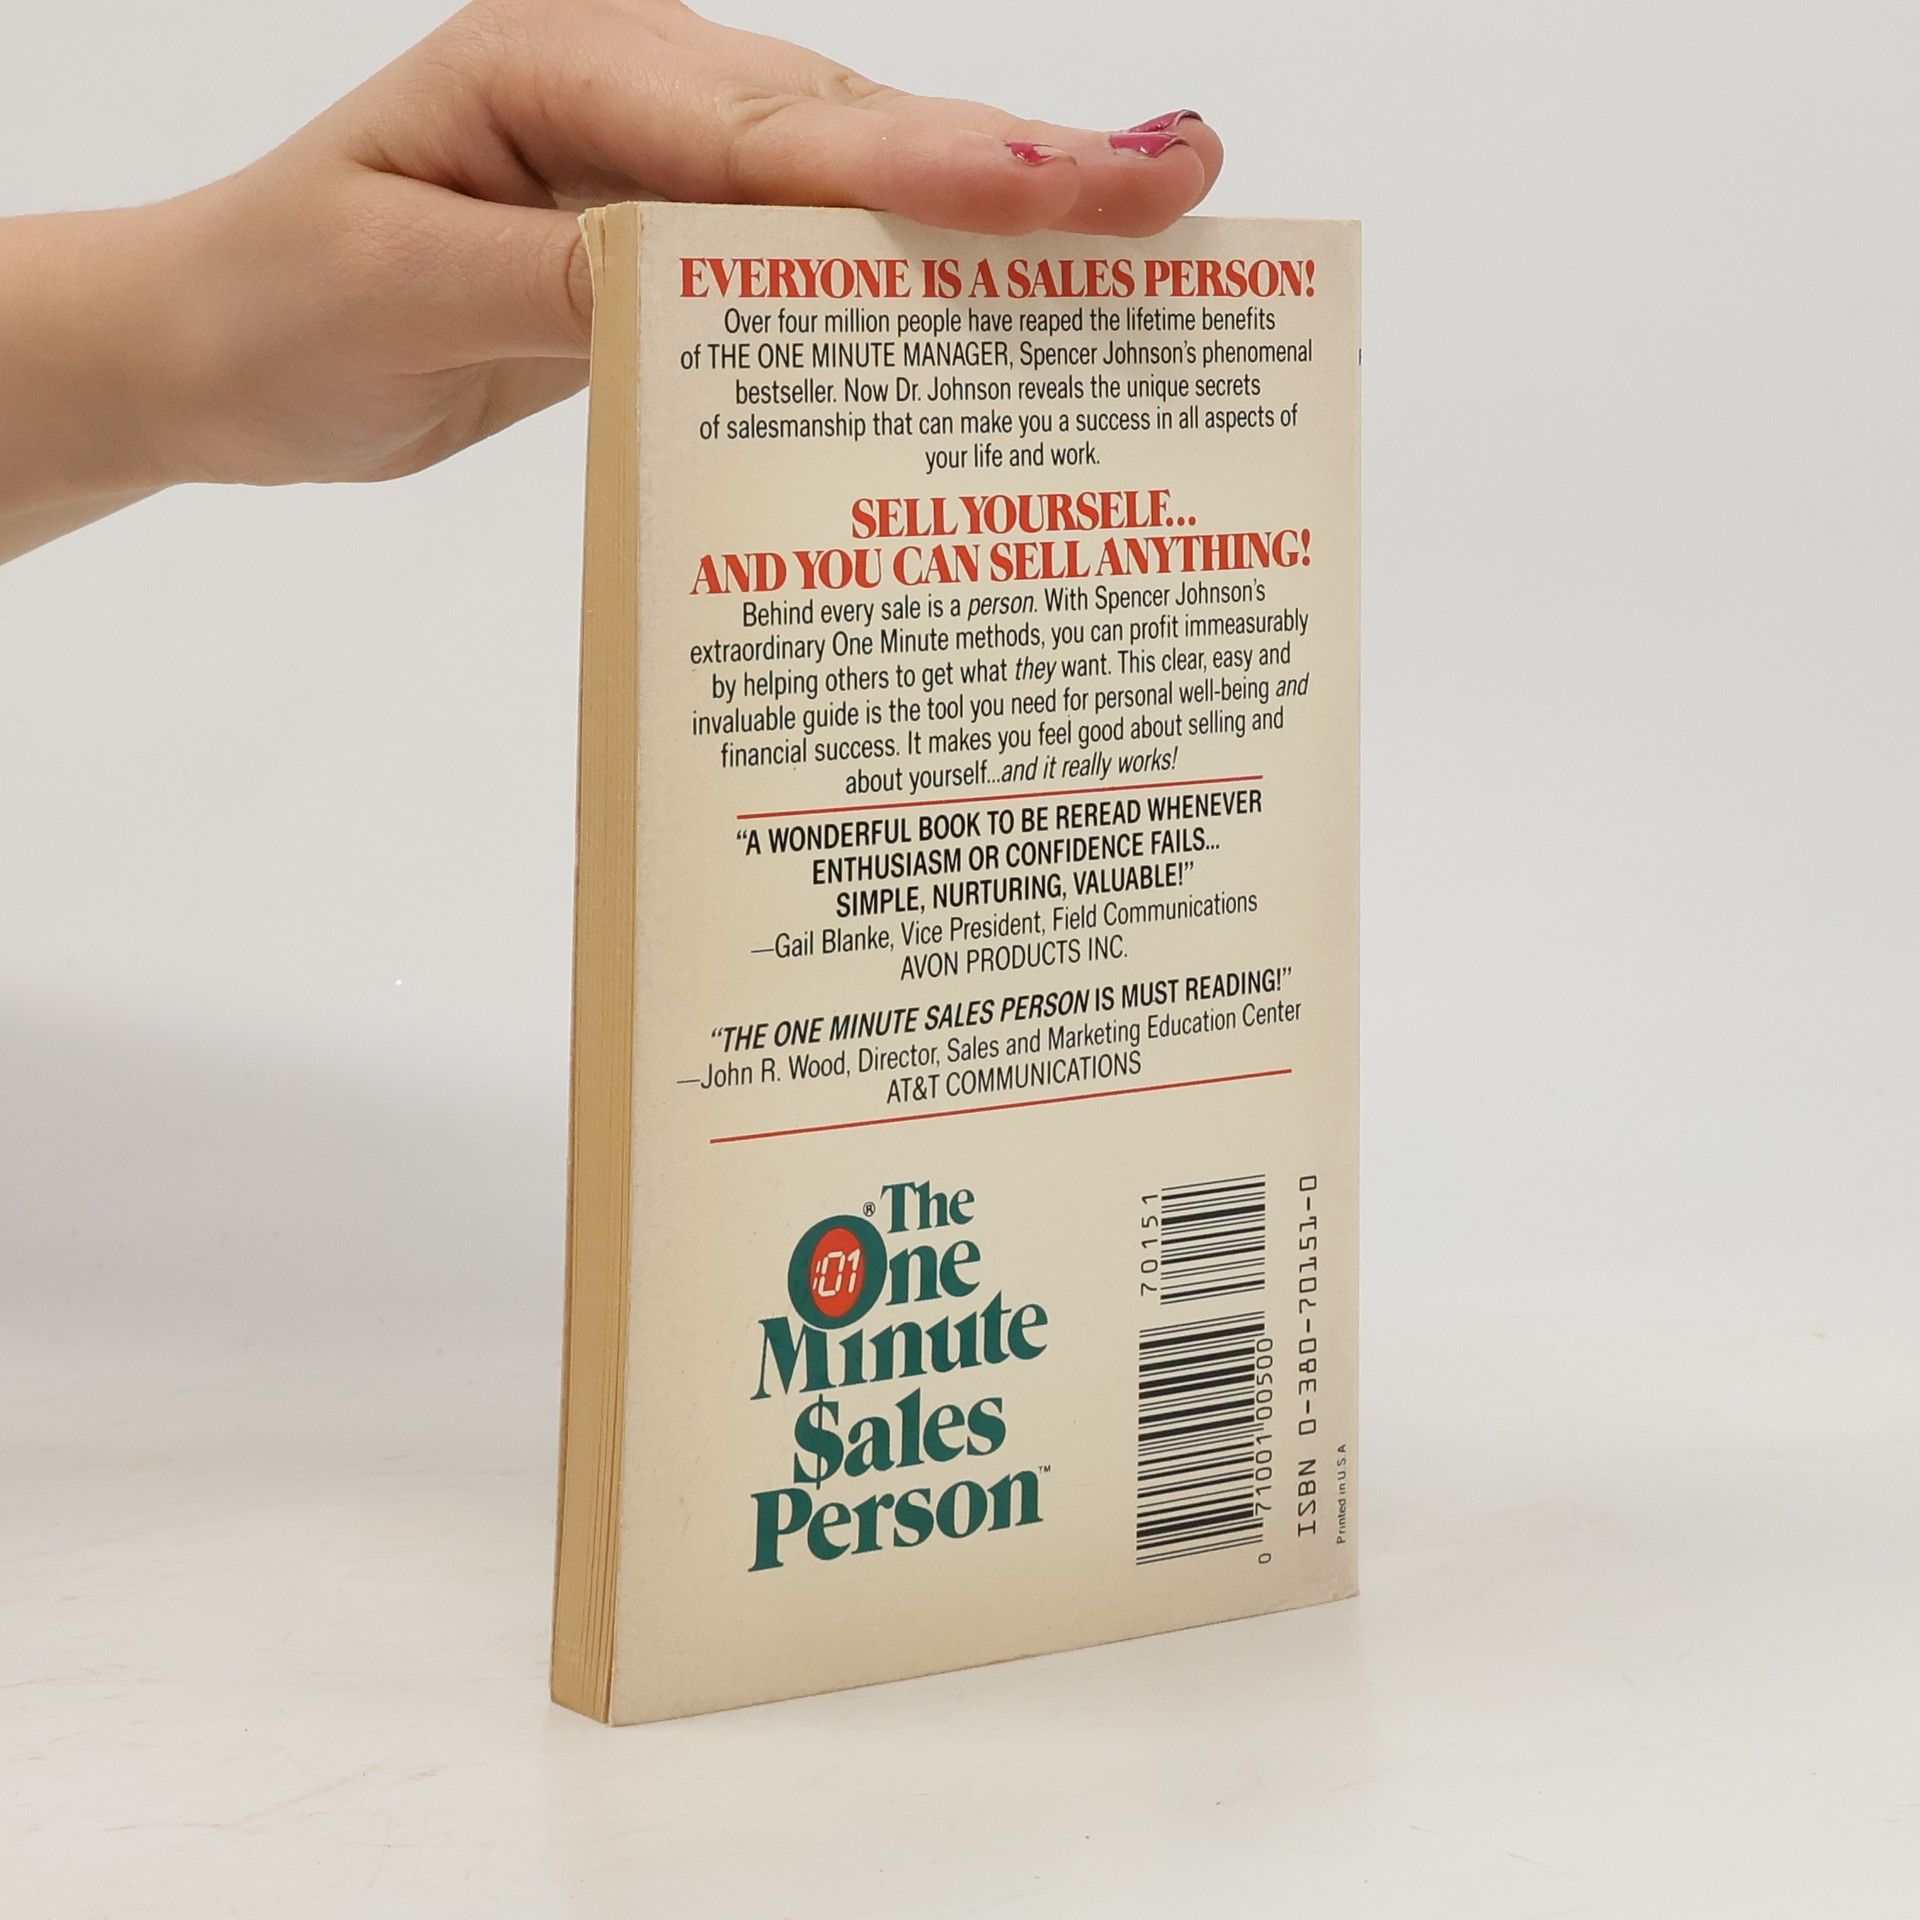 EVERYONE IS A SALES PERSON!
Over four million people have reaped the lifetime benefits
of THE ONE MINUTE MANAGER, Spencer Johnson's phenomenal
bestseller. Now Dr. Johnson reveals the unique secrets
of salesmanship that can make you a success in all aspects of
your life and work.
SELL YOURSELF...
AND YOU CAN SELL ANYTHING!
Behind every sale is a person. With Spencer Johnson's
extraordinary One Minute methods, you can profit immeasurably
by helping others to get what they want. This clear, easy and
invaluable guide is the tool you need for personal well-being and
financial success. It makes you feel good about selling and
about yourself...and it really works!
“A WONDERFUL BOOK TO BE REREAD WHENEVER
ENTHUSIASM OR CONFIDENCE FAILS...
SIMPLE, NURTURING, VALUABLE!”
—Gail Blanke, Vice President, Field Communications
AVON PRODUCTS INC.
“THE ONE MINUTE SALES PERSON IS MUST READING!”
—John R. Wood, Director, Sales and Marketing Education Center
AT&T COMMUNICATIONS
®The
One
:01
Minute
$ales
Person™
70151
0 71001 00500
ISBN 0-380-70151-0
Printed in U.S.A